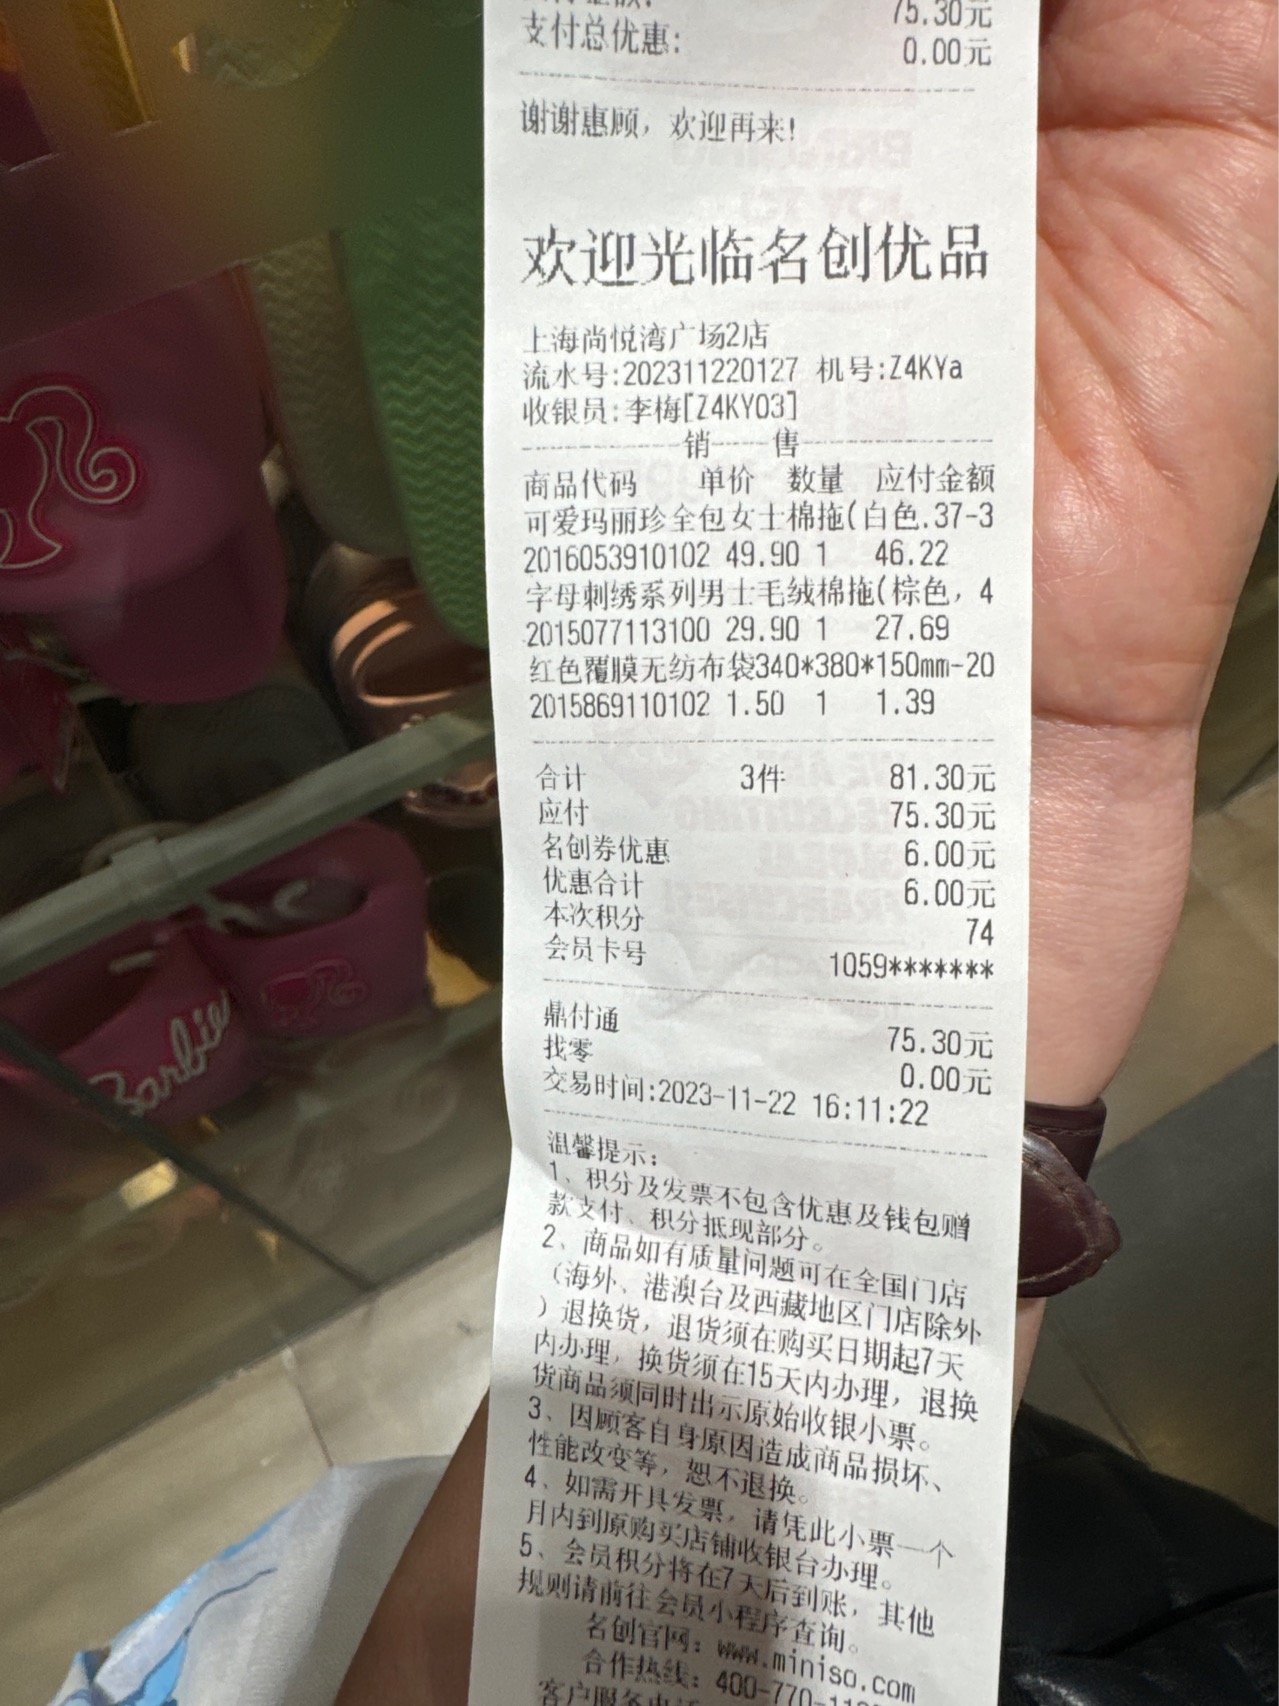 75.30元
支付总优惠: 0.00元
谢谢惠顾，欢迎再来!
欢迎光临名创优品
上海尚悦湾广场2店
流水号:202311220127 机号:Z4KYa
收银员:李梅[Z4KY03]
销 售
商品代码 单价 数量 应付金额
可爱玛丽珍全包女士棉拖(白色.37-3
2016053910102 49.90 1 46.22
字母刺绣系列男士毛绒棉拖(棕色，4
2015077113100 29.90 1 27.69
红色覆膜无纺布袋340*380*150mm-20
2015869110102 1.50 1 1.39
合计 3件 81.30元
应付 75.30元
名创券优惠 6.00元
优惠合计 6.00元
本次积分 74
会员卡号 1059*******
鼎付通 75.30元
找零 0.00元
交易时间:2023-11-22 16:11:22
温馨提示:
1、积分及发票不包含优惠及钱包赠
款支付、积分抵现部分。
2、商品如有质量问题可在全国门店
（海外、港澳台及西藏地区门店除外
）退换货，退货须在购买日期起7天
内办理，换货须在15天内办理，退换
货商品须同时出示原始收银小票。
3、因顾客自身原因造成商品损坏、
性能改变等，恕不退换。
4、如需开具发票，请凭此小票一个
月内到原购买店铺收银台办理。
5、会员积分将在7天后到账，其他
规则请前往会员小程序查询。
名创官网: www.miniso.com
合作热线: 400-770-11
客户服务电话
Barbie